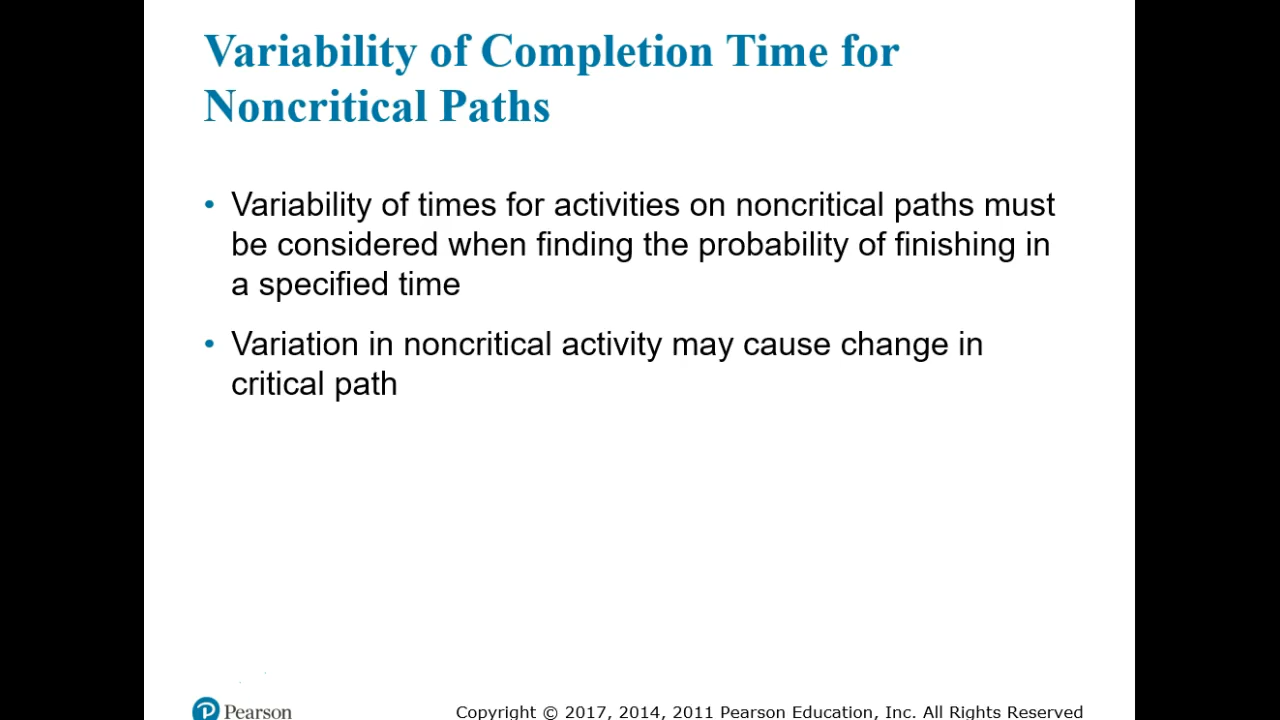 Variability of Completion Time for
Noncritical Paths
• Variability of times for activities on noncritical paths must
be considered when finding the probability of finishing in
a specified time
• Variation in noncritical activity may cause change in
critical path
Pearson
Copyright © 2017, 2014, 2011 Pearson Education, Inc. All Rights Reserved